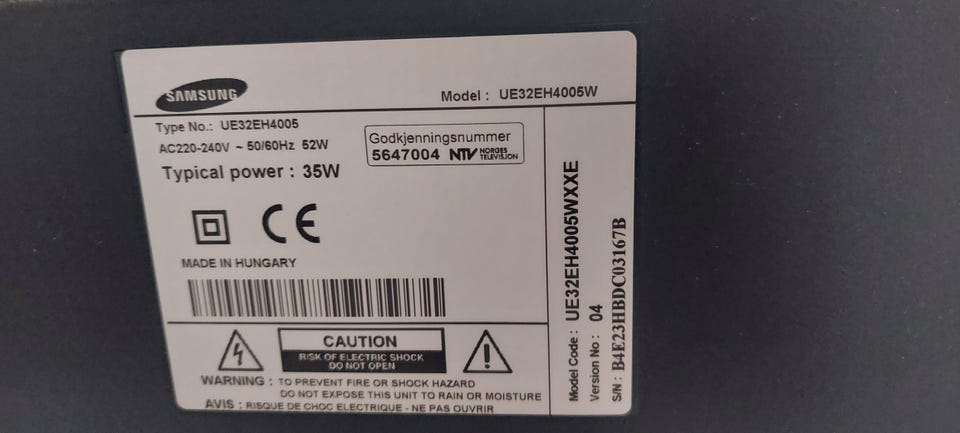 SAMSUNG
Model : UE32EH4005W
Type No.: UE32EH4005
AC220-240V ~ 50/60Hz 52W
Typical power : 35W
Godkjenningsnummer
5647004 NTV NORGES TELEVISJON
CE
MADE IN HUNGARY
CAUTION
RISK OF ELECTRIC SHOCK
DO NOT OPEN
WARNING : TO PREVENT FIRE OR SHOCK HAZARD
DO NOT EXPOSE THIS UNIT TO RAIN OR MOISTURE
AVIS : RISQUE DE CHOC ELECTRIQUE - NE PAS OUVRIR
Model Code : UE32EH4005WXXE
Version No : 04
S/N : B4E23HBDC03167B